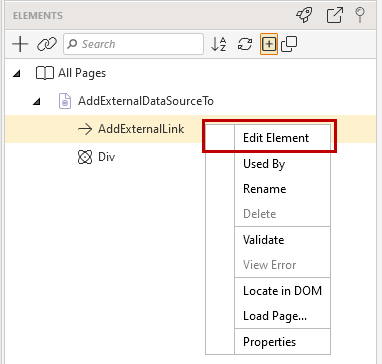 ELEMENTS
Search
All Pages
AddExternalDataSourceTo
AddExternalLink
Div
Edit Element
Used By
Rename
Delete
Validate
View Error
Locate in DOM
Load Page...
Properties